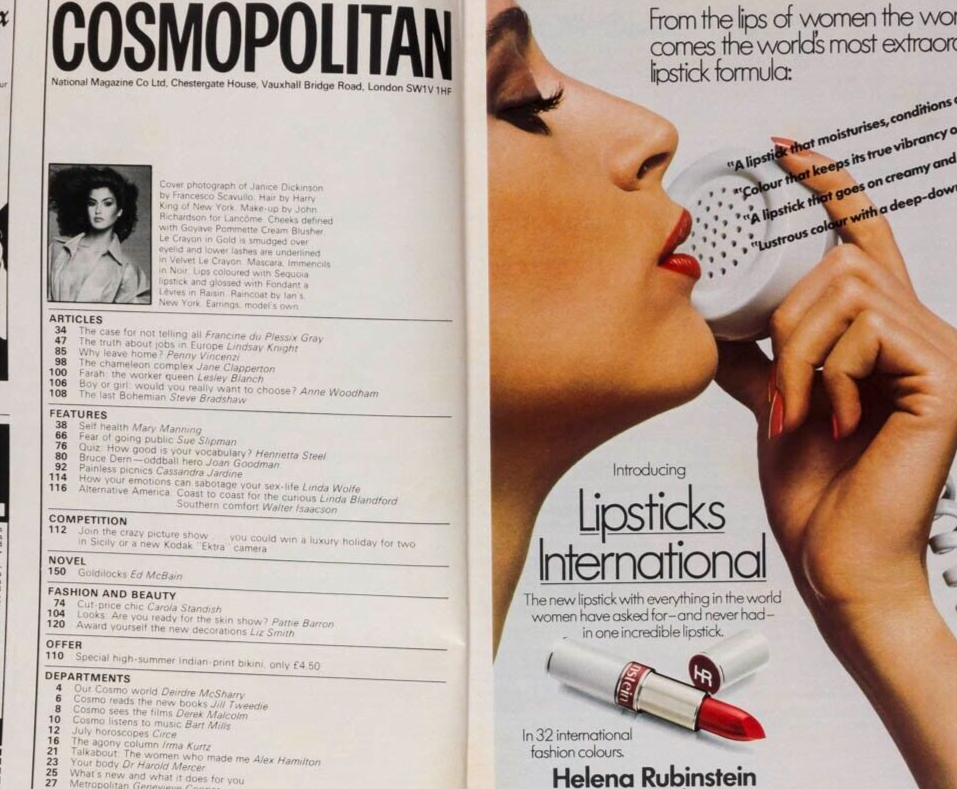 COSMOPOLITAN
National Magazine Co Ltd, Chestergate House, Vauxhall Bridge Road, London SW1V 1HF
Cover photograph of Janice Dickinson
by Francesco Scavullo. Hair by Harry
King of New York. Make-up by John
Richardson for Lancôme. Cheeks defined
with Goyave Pommette Cream Blusher
Le Crayon in Gold is smudged over
eyelid and lower lashes are underlined
in Velvet Le Crayon. Mascara, Immencils
in Noir. Lips coloured with Sequoia
lipstick and glossed with Fondant à
Lèvres in Raisin. Raincoat by Ian's,
New York. Earrings, model's own
ARTICLES
34 The case for not telling all Francine du Plessix Gray
47 The truth about jobs in Europe Lindsay Knight
85 Why leave home? Penny Vincenzi
98 The chameleon complex Jane Clapperton
100 Farah: the worker queen Lesley Blanch
106 Boy or girl: would you really want to choose? Anne Woodham
108 The last Bohemian Steve Bradshaw
FEATURES
38 Self health Mary Manning
66 Fear of going public Sue Slipman
76 Quiz: How good is your vocabulary? Henrietta Steel
80 Bruce Dern—oddball hero Joan Goodman
92 Painless picnics Cassandra Jardine
114 How your emotions can sabotage your sex-life Linda Wolfe
116 Alternative America: Coast to coast for the curious Linda Blandford
Southern comfort Walter Isaacson
COMPETITION
112 Join the crazy picture show . . . you could win a luxury holiday for two
in Sicily or a new Kodak "Ektra" camera
NOVEL
150 Goldilocks Ed McBain
FASHION AND BEAUTY
74 Cut-price chic Carola Standish
104 Looks: Are you ready for the skin show? Pattie Barron
120 Award yourself the new decorations Liz Smith
OFFER
110 Special high-summer Indian-print bikini, only £4.50
DEPARTMENTS
4 Our Cosmo world Deirdre McSharry
6 Cosmo reads the new books Jill Tweedie
8 Cosmo sees the films Derek Malcolm
10 Cosmo listens to music Bart Mills
12 July horoscopes Circe
16 The agony column Irma Kurtz
21 Talkabout: The women who made me Alex Hamilton
23 Your body Dr Harold Mercer
25 What's new and what it does for you
27 Metropolitan Genevieve
From the lips of women the
comes the world's most
lipstick formula:
"A lipstick that moisturises, conditions
"Colour that keeps its true vibrancy
"A lipstick that goes on creamy and
"Lustrous colour with a deep-down
Introducing
Lipsticks
International
The new lipstick with everything in the world
women have asked for—and never had—
in one incredible lipstick.
HR
In 32 international
fashion colours.
Helena Rubinstein